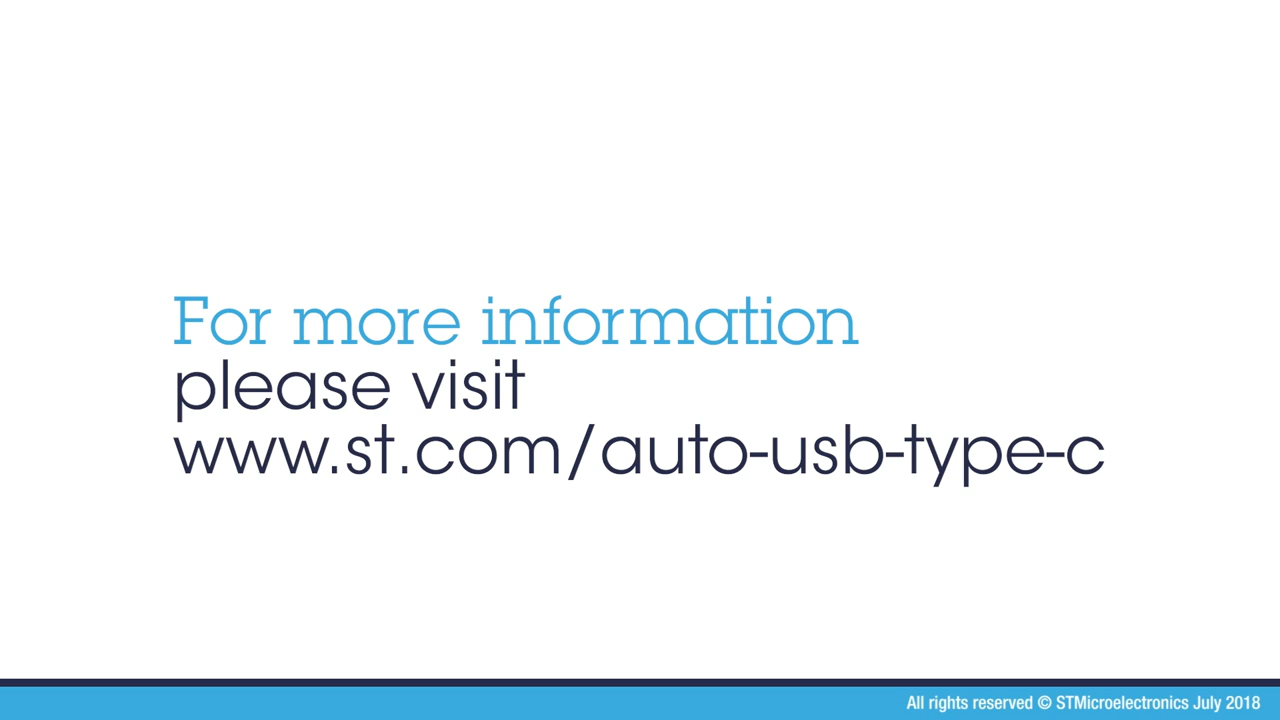 For more information
please visit
www.st.com/auto-usb-type-c
All rights reserved © STMicroelectronics July 2018